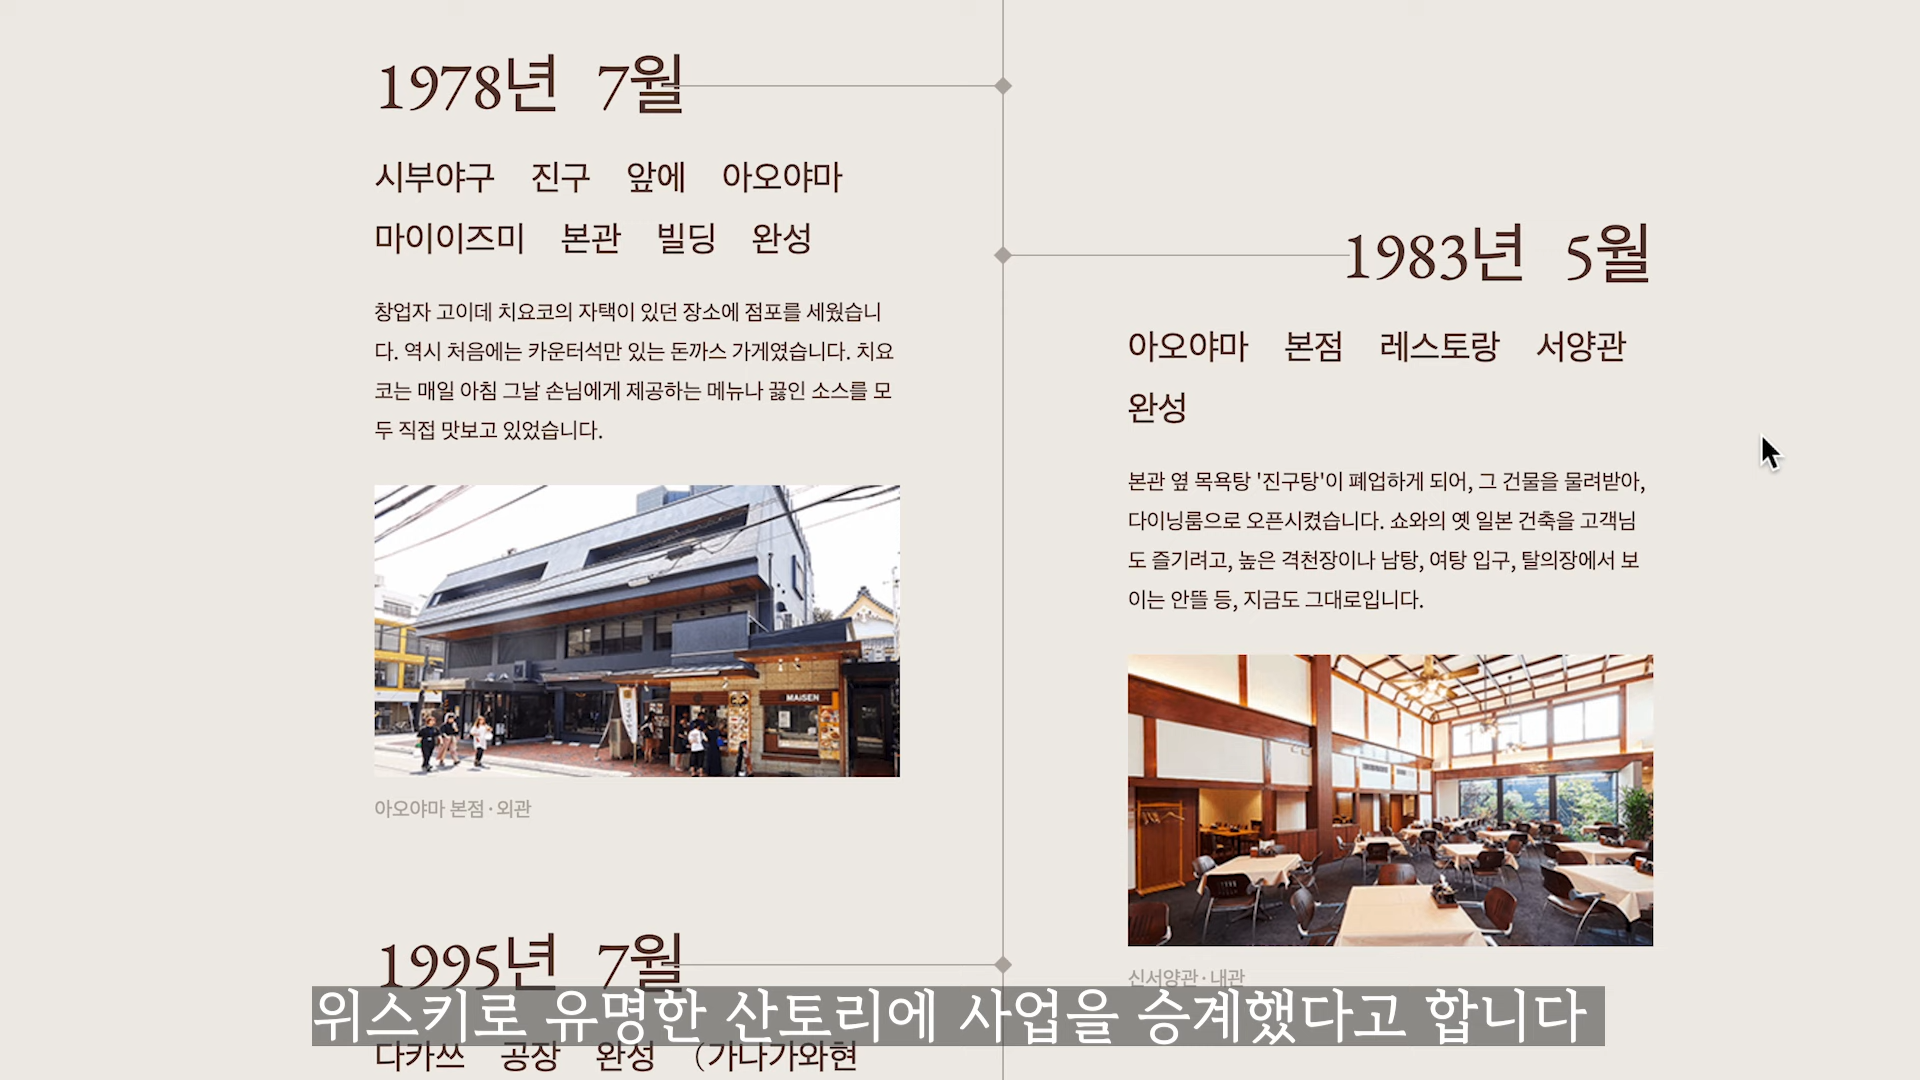 1978년 7월
시부야구 진구 앞에 아오야마
마이이즈미 본관 빌딩 완성
창업자 고이데 치요코의 자택이 있던 장소에 점포를 세웠습니
다. 역시 처음에는 카운터석만 있는 돈까스 가게였습니다. 치요
코는 매일 아침 그날 손님에게 제공하는 메뉴나 끓인 소스를 모
두 직접 맛보고 있었습니다.
MAiSEN
아오야마 본점·외관
1983년 5월
아오야마 본점 레스토랑 서양관
완성
본관 옆 목욕탕 '진구탕'이 폐업하게 되어, 그 건물을 물려받아,
다이닝룸으로 오픈시켰습니다. 쇼와의 옛 일본 건축을 고객님
도 즐기려고, 높은 격천장이나 남탕, 여탕 입구, 탈의장에서 보
이는 안뜰 등, 지금도 그대로입니다.
신서양관·내관
1995년 7월
다카쓰 공장 완성 (가나가와현
위스키로 유명한 산토리에 사업을 승계했다고 합니다